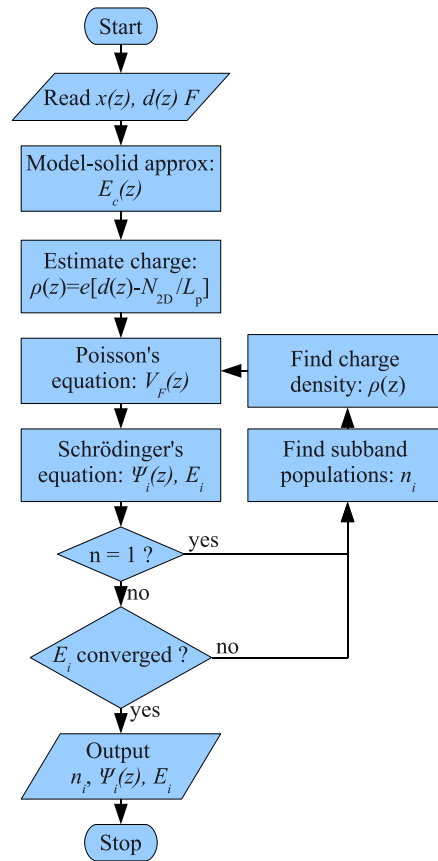 Start
Read x(z), d(z) F
Model-solid approx:
E_c(z)
Estimate charge:
ρ(z)=e[d(z)-N_2D/L_p]
Poisson's
equation: V_F(z)
Find charge
density: ρ(z)
Schrödinger's
equation: Ψ_i(z), E_i
Find subband
populations: n_i
n = 1 ?
yes
no
E_i converged ?
no
yes
Output
n_i, Ψ_i(z), E_i
Stop